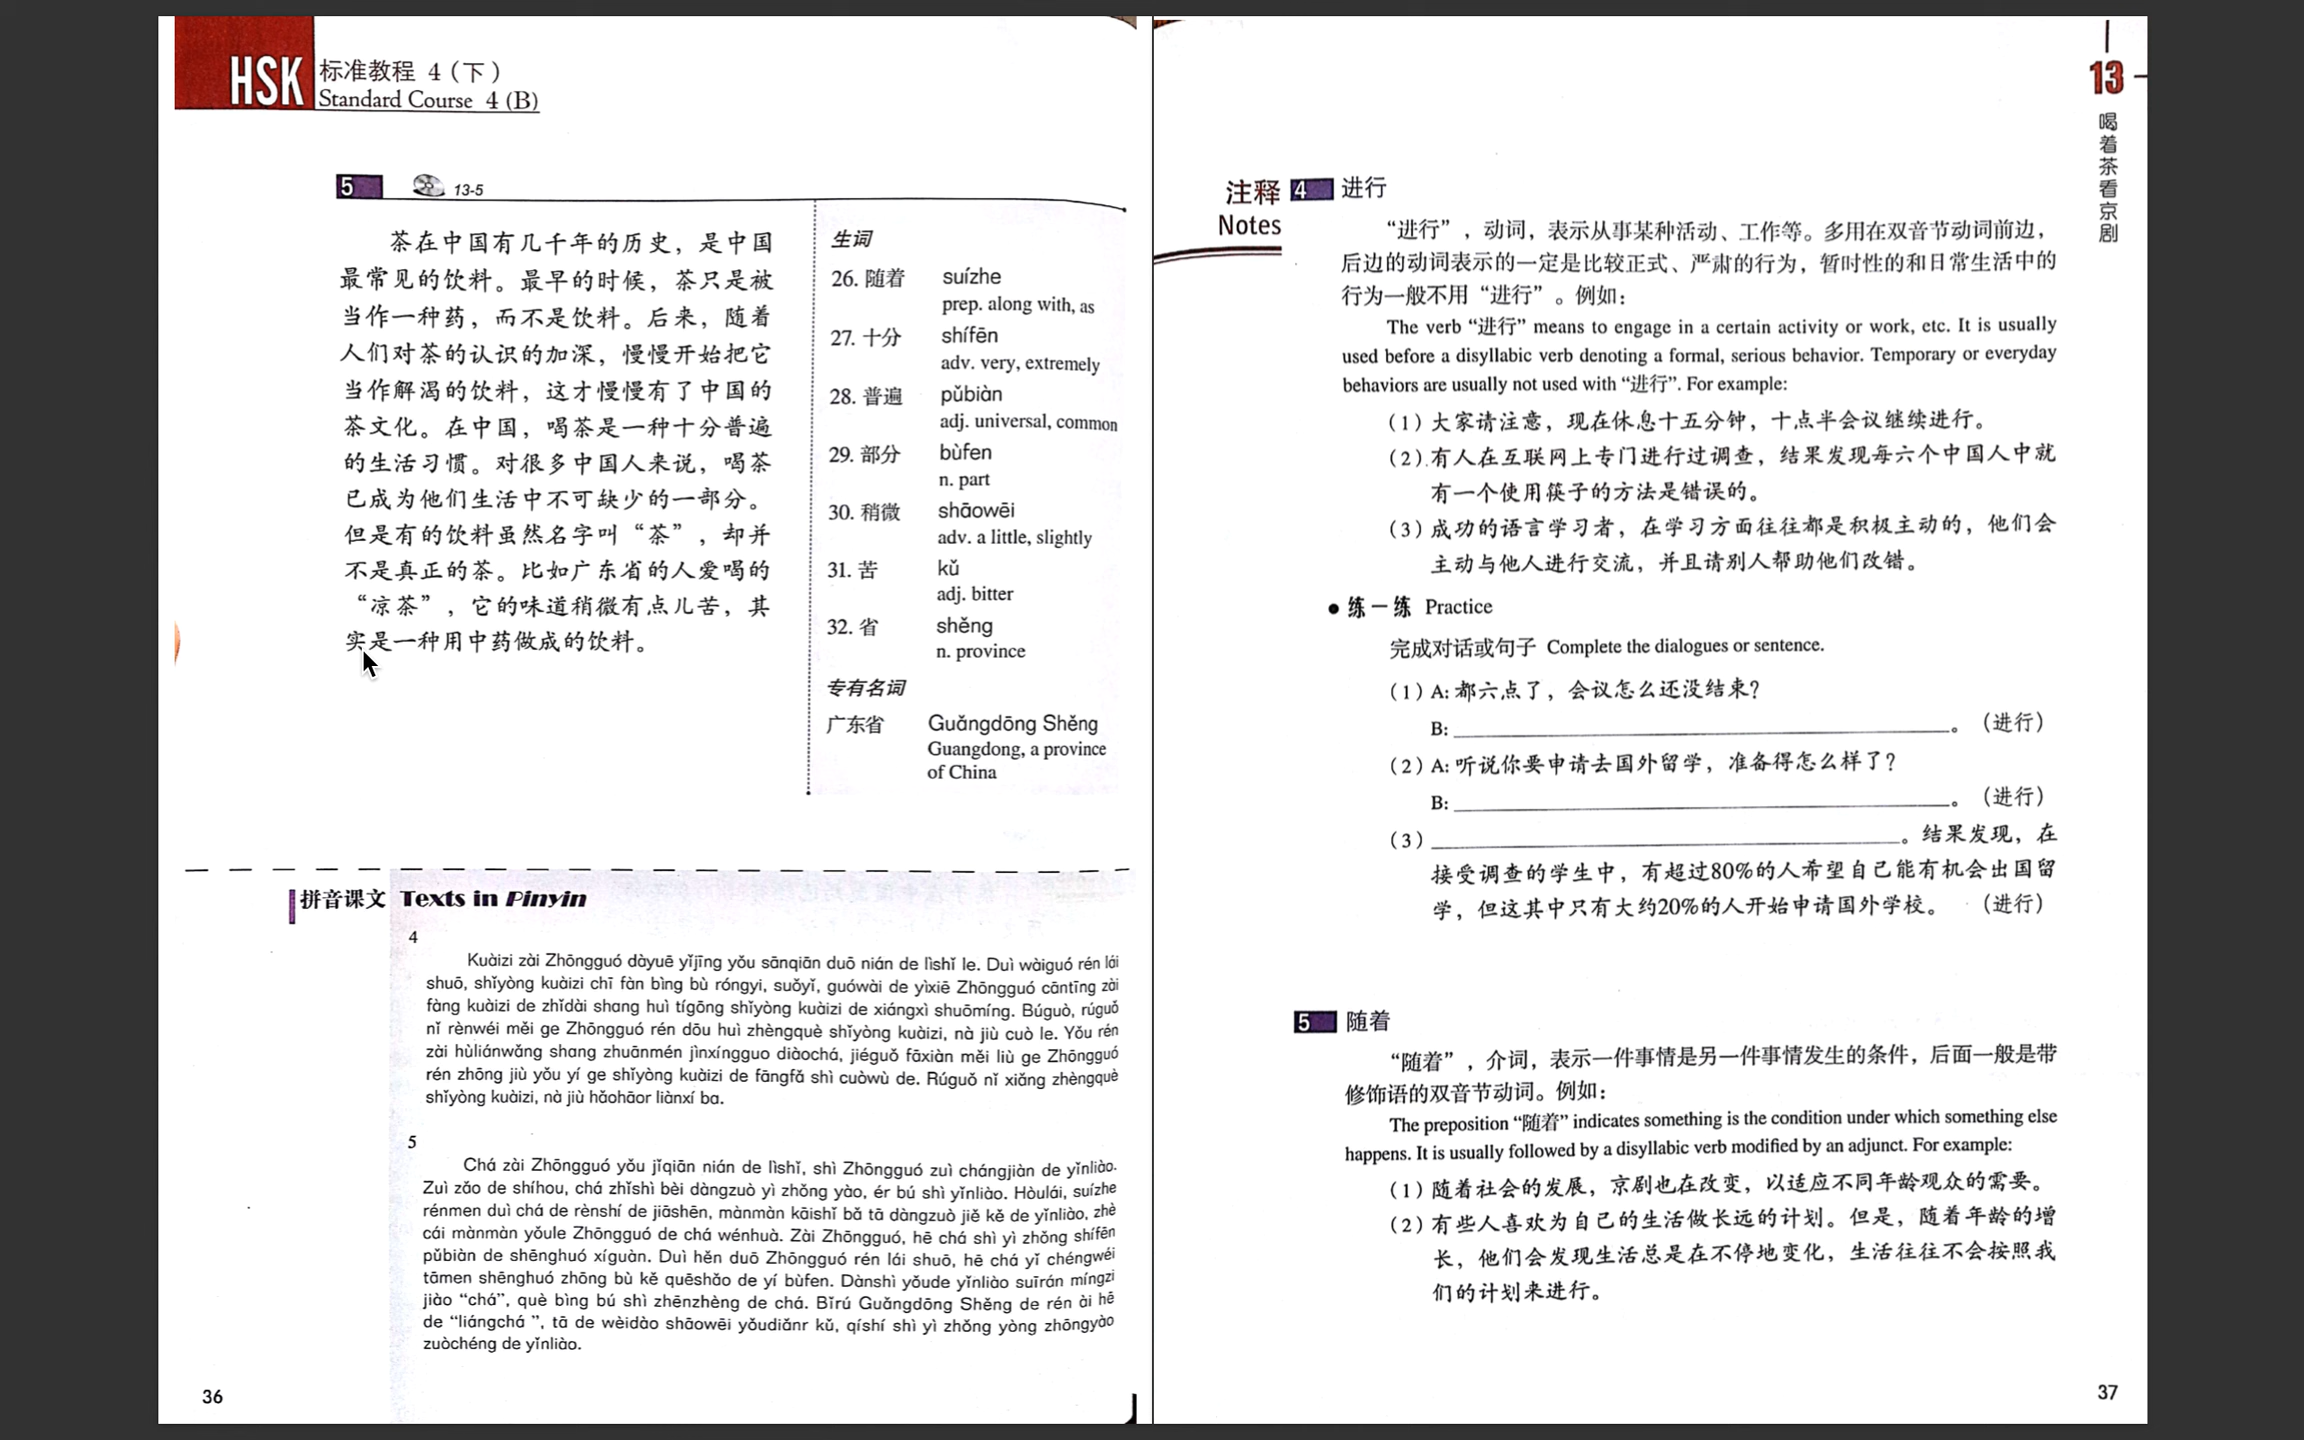 HSK 标准教程 4(下)
Standard Course 4(B)
5 13-5
茶在中国有几千年的历史，是中国
最常见的饮料。最早的时候，茶只是被
当作一种药，而不是饮料。后来，随着
人们对茶的认识的加深，慢慢开始把它
当作解渴的饮料，这才慢慢有了中国的
茶文化。在中国，喝茶是一种十分普遍
的生活习惯。对很多中国人来说，喝茶
已成为他们生活中不可缺少的一部分。
但是有的饮料虽然名字叫“茶”，却并
不是真正的茶。比如广东省的人爱喝的
“凉茶”，它的味道稍微有点儿苦，其
实是一种用中药做成的饮料。
生词
26. 随着 suízhe
prep. along with, as
27. 十分 shífēn
adv. very, extremely
28. 普遍 pǔbiàn
adj. universal, common
29. 部分 bùfen
n. part
30. 稍微 shāowēi
adv. a little, slightly
31. 苦 kǔ
adj. bitter
32. 省 shěng
n. province
专有名词
广东省 Guǎngdōng Shěng
Guangdong, a province
of China
拼音课文 Texts in Pinyin
4
Kuàizi zài Zhōngguó dàyuē yǐjīng yǒu sānqiān duō nián de lìshǐ le. Duì wàiguó rén lái
shuō, shǐyòng kuàizi chī fàn bìng bù róngyi, suǒyǐ, guówài de yìxiē Zhōngguó cāntīng zài
fàng kuàizi de zhǐdài shang huì tígōng shǐyòng kuàizi de xiángxì shuōmíng. Búguò, rúguǒ
nǐ rènwéi měi ge Zhōngguó rén dōu huì zhèngquè shǐyòng kuàizi, nà jiù cuò le. Yǒu rén
zài hùliánwǎng shang zhuānmén jìnxíngguo diàochá, jiéguǒ fāxiàn měi liù ge Zhōngguó
rén zhōng jiù yǒu yí ge shǐyòng kuàizi de fāngfǎ shì cuòwù de. Rúguǒ nǐ xiǎng zhèngquè
shǐyòng kuàizi, nà jiù hǎohāor liànxí ba.
5
Chá zài Zhōngguó yǒu jǐqiān nián de lìshǐ, shì Zhōngguó zuì chángjiàn de yǐnliào.
Zuì zǎo de shíhou, chá zhǐshì bèi dàngzuò yì zhǒng yào, ér bú shì yǐnliào. Hòulái, suízhe
rénmen duì chá de rènshi de jiāshēn, mànmàn kāishǐ bǎ tā dàngzuò jiě kě de yǐnliào, zhè
cái mànmàn yǒule Zhōngguó de chá wénhuà. Zài Zhōngguó, hē chá shì yì zhǒng shífēn
pǔbiàn de shēnghuó xíguàn. Duì hěn duō Zhōngguó rén lái shuō, hē chá yǐ chéngwéi
tāmen shēnghuó zhōng bù kě quēshǎo de yí bùfen. Dànshì yǒude yǐnliào suīrán míngzi
jiào “chá”, què bìng bú shì zhēnzhèng de chá. Bǐrú Guǎngdōng Shěng de rén ài hē
de “liángchá ”, tā de wèidào shāowēi yǒudiǎnr kǔ, qíshí shì yì zhǒng yòng zhōngyào
zuòchéng de yǐnliào.
36
13
喝着茶看京剧
注释 4 进行
Notes
“进行”，动词，表示从事某种活动、工作等。多用在双音节动词前边，
后边的动词表示的一定是比较正式、严肃的行为，暂时性的和日常生活中的
行为一般不用“进行”。例如：
The verb “进行” means to engage in a certain activity or work, etc. It is usually
used before a disyllabic verb denoting a formal, serious behavior. Temporary or everyday
behaviors are usually not used with “进行”. For example:
（1）大家请注意，现在休息十五分钟，十点半会议继续进行。
（2）有人在互联网上专门进行过调查，结果发现每六个中国人中就
有一个使用筷子的方法是错误的。
（3）成功的语言学习者，在学习方面往往都是积极主动的，他们会
主动与他人进行交流，并且请别人帮助他们改错。
● 练一练 Practice
完成对话或句子 Complete the dialogues or sentence.
（1）A: 都六点了，会议怎么还没结束？
B: ______。（进行）
（2）A: 听说你要申请去国外留学，准备得怎么样了？
B: ______。（进行）
（3）______。结果发现，在
接受调查的学生中，有超过80%的人希望自己能有机会出国留
学，但这其中只有大约20%的人开始申请国外学校。（进行）
5 随着
“随着”，介词，表示一件事情是另一件事情发生的条件，后面一般是带
修饰语的双音节动词。例如：
The preposition “随着” indicates something is the condition under which something else
happens. It is usually followed by a disyllabic verb modified by an adjunct. For example:
（1）随着社会的发展，京剧也在改变，以适应不同年龄观众的需要。
（2）有些人喜欢为自己的生活做长远的计划。但是，随着年龄的增
长，他们会发现生活总是在不停地变化，生活往往不会按照我
们的计划来进行。
37